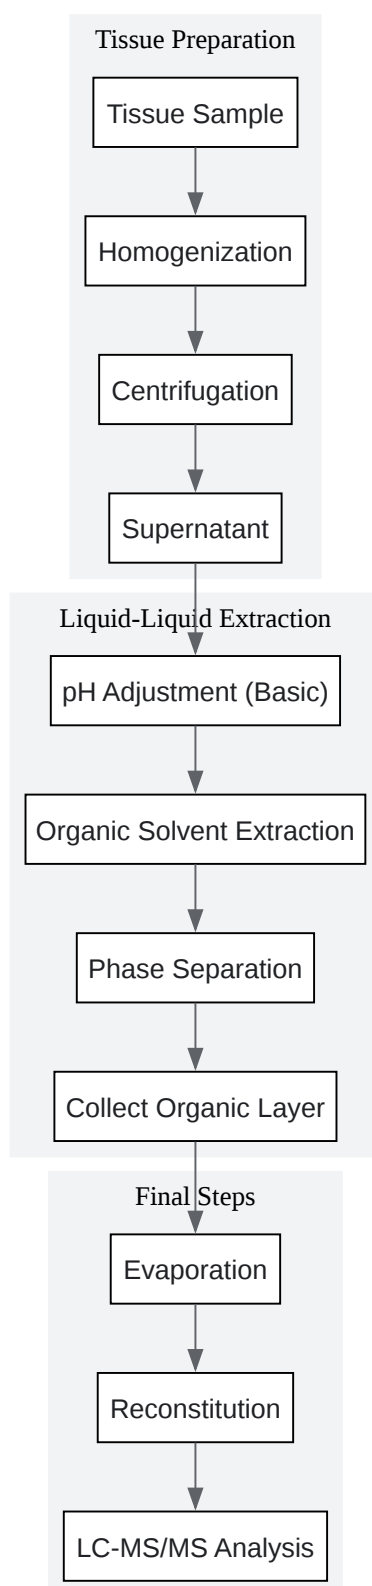 Tissue Preparation
Tissue Sample
Homogenization
Centrifugation
Supernatant
Liquid-Liquid Extraction
pH Adjustment (Basic)
Organic Solvent Extraction
Phase Separation
Collect Organic Layer
Final Steps
Evaporation
Reconstitution
LC-MS/MS Analysis